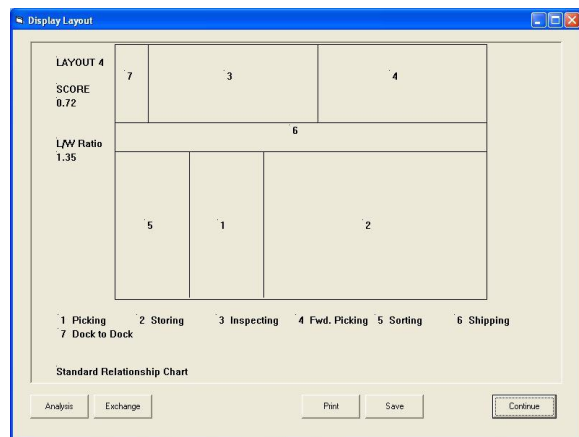 Display Layout
LAYOUT 4
SCORE
0.72
L/W Ratio
1.35
7 3 4
6
5 1 2
1 Picking 2 Storing 3 Inspecting 4 Fwd. Picking 5 Sorting 6 Shipping
7 Dock to Dock
Standard Relationship Chart
Analysis Exchange Print Save Continue